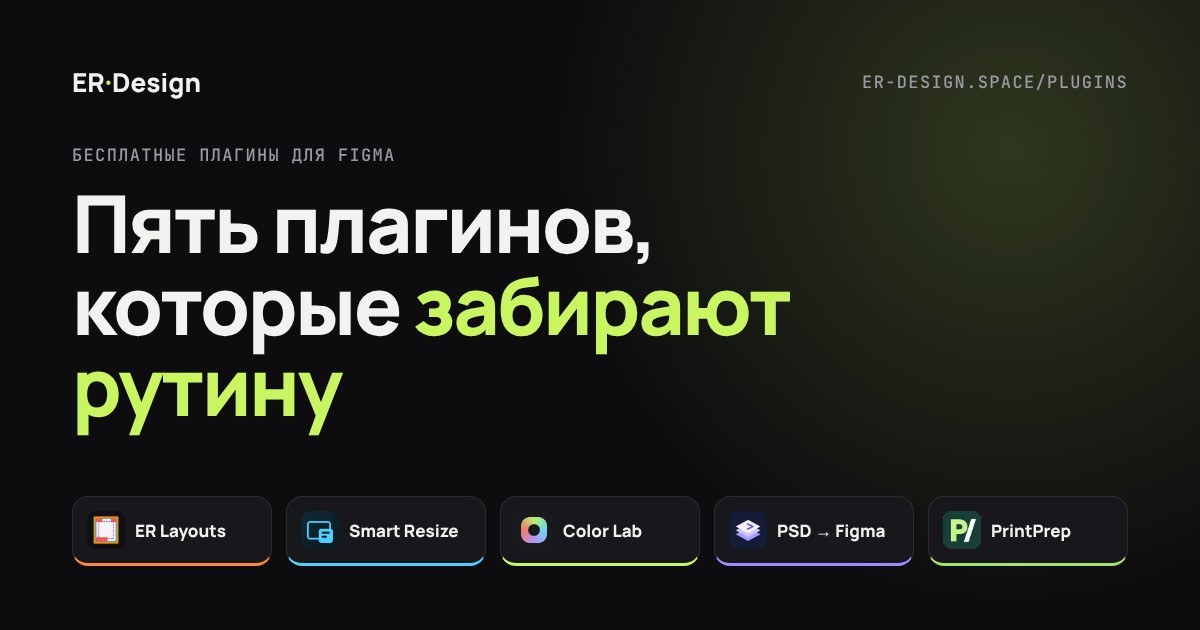 ER·Design
ER-DESIGN.SPACE/PLUGINS
БЕСПЛАТНЫЕ ПЛАГИНЫ ДЛЯ FIGMA
Пять плагинов,
которые забирают
рутину
ER Layouts
Smart Resize
Color Lab
PSD → Figma
P/ PrintPrep